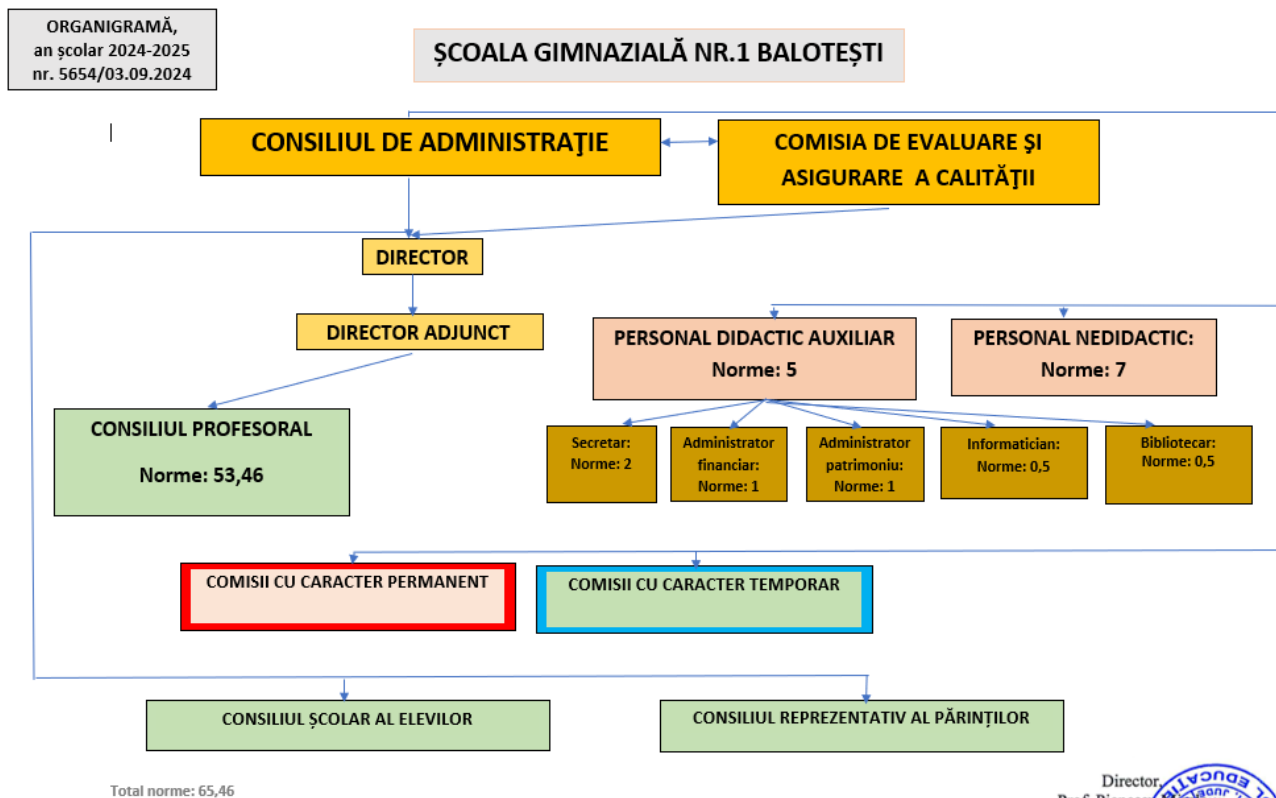 ORGANIGRAMĂ,
an școlar 2024-2025
nr. 5654/03.09.2024
ȘCOALA GIMNAZIALĂ NR.1 BALOTEȘTI
CONSILIUL DE ADMINISTRAŢIE
COMISIA DE EVALUARE ŞI
ASIGURARE A CALITĂŢII
DIRECTOR
DIRECTOR ADJUNCT
PERSONAL DIDACTIC AUXILIAR
Norme: 5
PERSONAL NEDIDACTIC:
Norme: 7
CONSILIUL PROFESORAL
Norme: 53,46
Secretar:
Norme: 2
Administrator
financiar:
Norme: 1
Administrator
patrimoniu:
Norme: 1
Informatician:
Norme: 0,5
Bibliotecar:
Norme: 0,5
COMISII CU CARACTER PERMANENT
COMISII CU CARACTER TEMPORAR
CONSILIUL ȘCOLAR AL ELEVILOR
CONSILIUL REPREZENTATIV AL PĂRINȚILOR
Total norme: 65,46
Director,